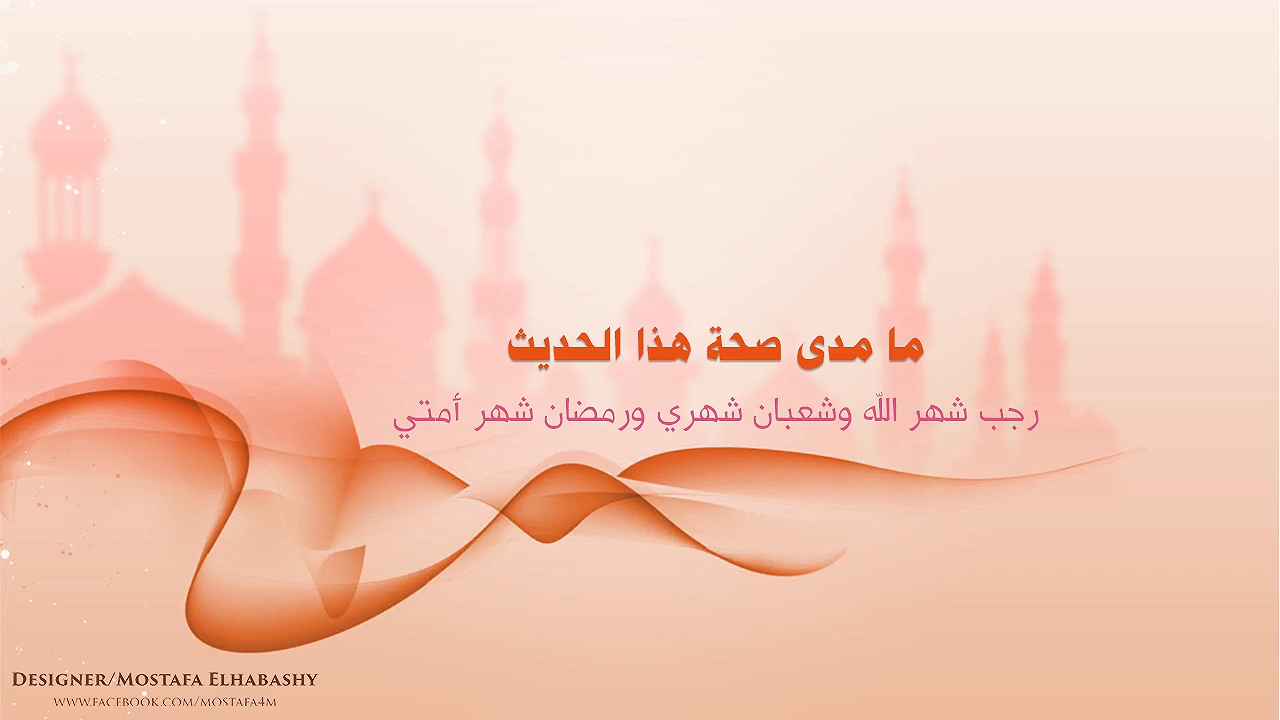 ما مدى صحة هذا الحديث
رجب شهر الله وشعبان شهري ورمضان شهر أمتي
DESIGNER/MOSTAFA ELHABASHY
WWW.FACEBOOK.COM/MOSTAFA4M